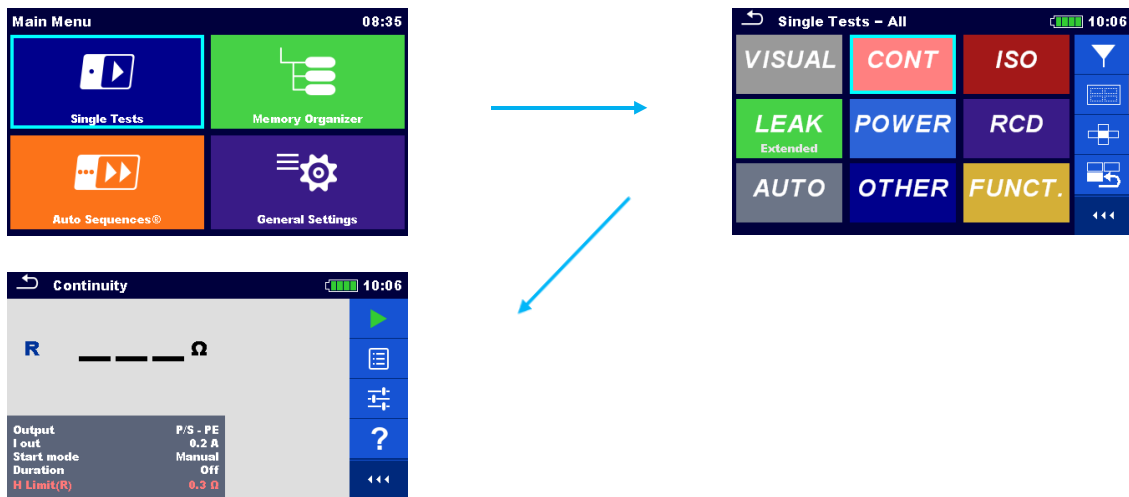 Main Menu 08:35
Single Tests
Memory Organizer
Auto Sequences®
General Settings
Single Tests – All 10:06
VISUAL CONT ISO
LEAK POWER RCD
Extended
AUTO OTHER FUNCT.
Continuity 10:06
R ___ Ω
Output P/S - PE
I out 0.2 A
Start mode Manual
Duration Off
H Limit(R) 0.3 Ω
?